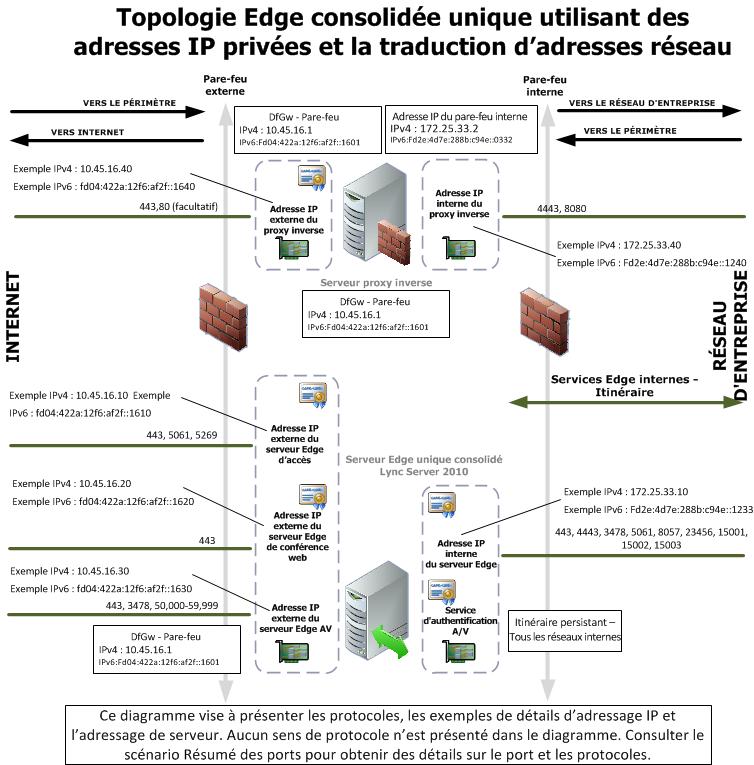 Topologie Edge consolidée unique utilisant des
adresses IP privées et la traduction d'adresses réseau
Pare-feu
externe
Pare-feu
interne
VERS LE PÉRIMÈTRE
VERS INTERNET
VERS LE RÉSEAU D'ENTREPRISE
VERS LE PÉRIMÈTRE
DfGw - Pare-feu
IPv4 : 10.45.16.1
IPv6:Fd04:422a:12f6:af2f::1601
Adresse IP du pare-feu interne
IPv4 : 172.25.33.2
IPv6:Fd2e:4d7e:288b:c94e::0332
Exemple IPv4 : 10.45.16.40
Exemple IPv6 : fd04:422a:12f6:af2f::1640
443,80 (facultatif)
Adresse IP
externe du
proxy inverse
Adresse IP
interne du
proxy inverse
4443, 8080
Exemple IPv4 : 172.25.33.40
Exemple IPv6 : Fd2e:4d7e:288b:c94e::1240
Serveur proxy inverse
DfGw - Pare-feu
IPv4 : 10.45.16.1
IPv6:Fd04:422a:12f6:af2f::1601
INTERNET
RÉSEAU
D'ENTREPRISE
Services Edge internes -
Itinéraire
Exemple IPv4 : 10.45.16.10 Exemple
IPv6 : fd04:422a:12f6:af2f::1610
443, 5061, 5269
Adresse IP
externe du
serveur Edge
d'accès
Serveur Edge unique consolidé
Lync Server 2010
Exemple IPv4 : 10.45.16.20
Exemple IPv6 : fd04:422a:12f6:af2f::1620
443
Adresse IP
externe du
serveur Edge
de conférence
web
Exemple IPv4 : 172.25.33.10
Exemple IPv6 : Fd2e:4d7e:288b:c94e::1233
443, 4443, 3478, 5061, 8057, 23456, 15001,
15002, 15003
Adresse IP
interne
du serveur Edge
Exemple IPv4 : 10.45.16.30
Exemple IPv6 : fd04:422a:12f6:af2f::1630
443, 3478, 50,000-59,999
Adresse IP
externe du
serveur Edge AV
Service
d'authentification
A/V
Itinéraire persistant –
Tous les réseaux internes
DfGw - Pare-feu
IPv4 : 10.45.16.1
IPv6:Fd04:422a:12f6:af2f::1601
Ce diagramme vise à présenter les protocoles, les exemples de détails d'adressage IP et
l'adressage de serveur. Aucun sens de protocole n'est présenté dans le diagramme. Consulter le
scénario Résumé des ports pour obtenir des détails sur le port et les protocoles.